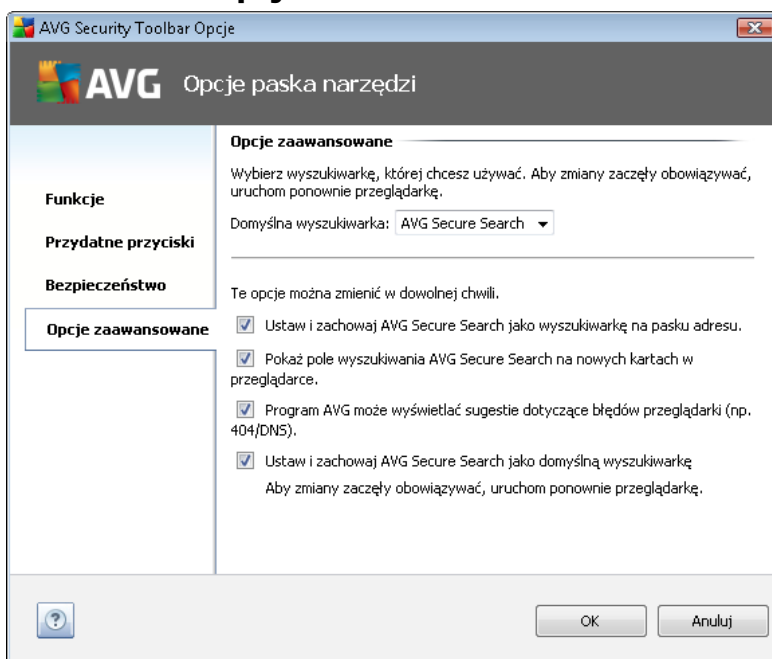 AVG Security Toolbar Opcje
AVG Opcje paska narzędzi
Funkcje
Przydatne przyciski
Bezpieczeństwo
Opcje zaawansowane
Opcje zaawansowane
Wybierz wyszukiwarkę, której chcesz używać. Aby zmiany zaczęły obowiązywać,
uruchom ponownie przeglądarkę.
Domyślna wyszukiwarka: AVG Secure Search
Te opcje można zmienić w dowolnej chwili.
Ustaw i zachowaj AVG Secure Search jako wyszukiwarkę na pasku adresu.
Pokaż pole wyszukiwania AVG Secure Search na nowych kartach w
przeglądarce.
Program AVG może wyświetlać sugestie dotyczące błędów przeglądarki (np.
404/DNS).
Ustaw i zachowaj AVG Secure Search jako domyślną wyszukiwarkę
Aby zmiany zaczęły obowiązywać, uruchom ponownie przeglądarkę.
?
OK
Anuluj